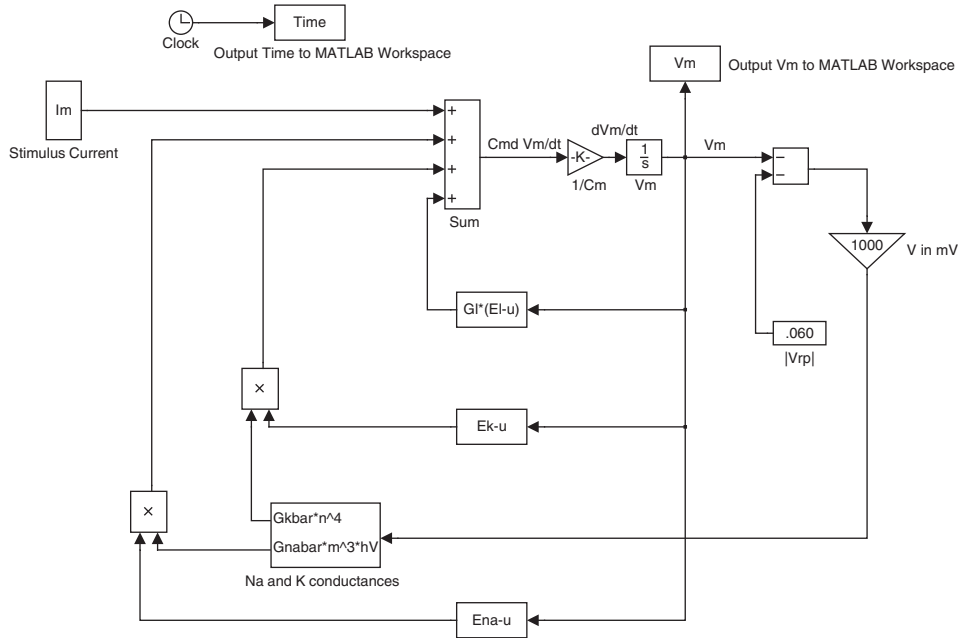 Time
Clock
Output Time to MATLAB Workspace
Vm
Output Vm to MATLAB Workspace
Im
Stimulus Current
+
+
+
+
Sum
Cmd Vm/dt
-K-
1/Cm
dVm/dt
1
s
Vm
Vm
−
−
1000
V in mV
.060
|Vrp|
Gl*(El-u)
×
Ek-u
×
Gkbar*n^4
Gnabar*m^3*hV
Na and K conductances
Ena-u